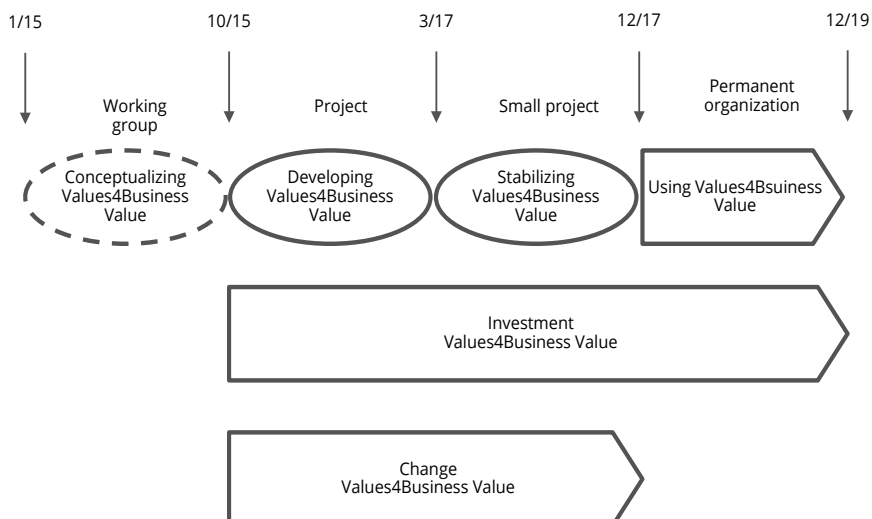 1/15 10/15 3/17 12/17 12/19
Working
group
Project
Small project
Permanent
organization
Conceptualizing
Values4Business
Value
Developing
Values4Business
Value
Stabilizing
Values4Business
Value
Using Values4Bsuiness
Value
Investment
Values4Business Value
Change
Values4Business Value